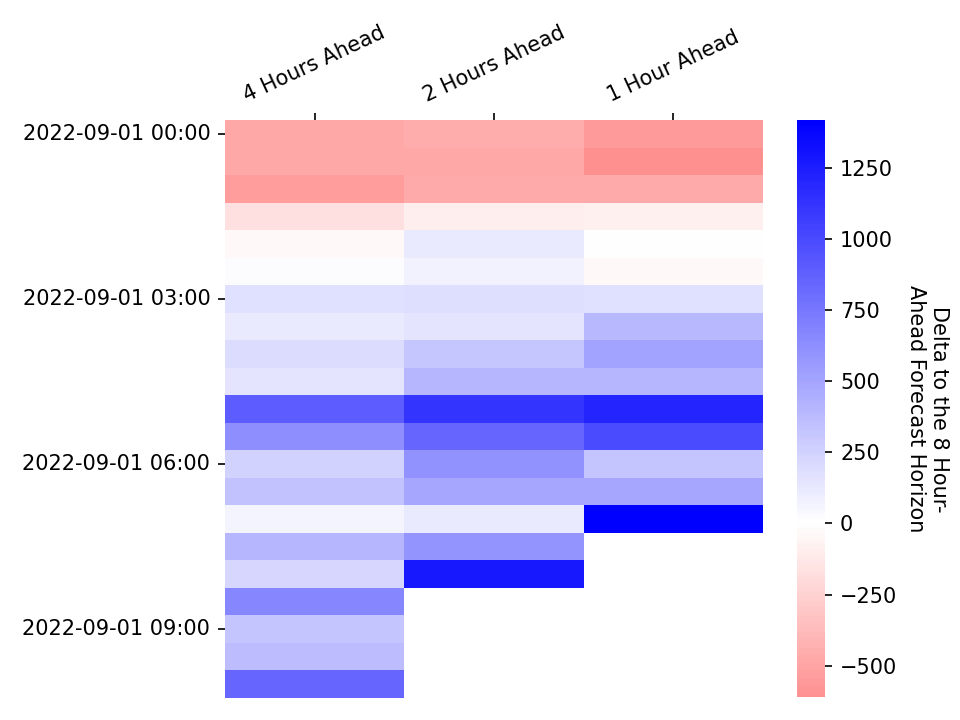 4 Hours Ahead
2 Hours Ahead
1 Hour Ahead
2022-09-01 00:00
2022-09-01 03:00
2022-09-01 06:00
2022-09-01 09:00
1250
1000
750
500
250
0
−250
−500
Delta to the 8 Hour-
Ahead Forecast Horizon